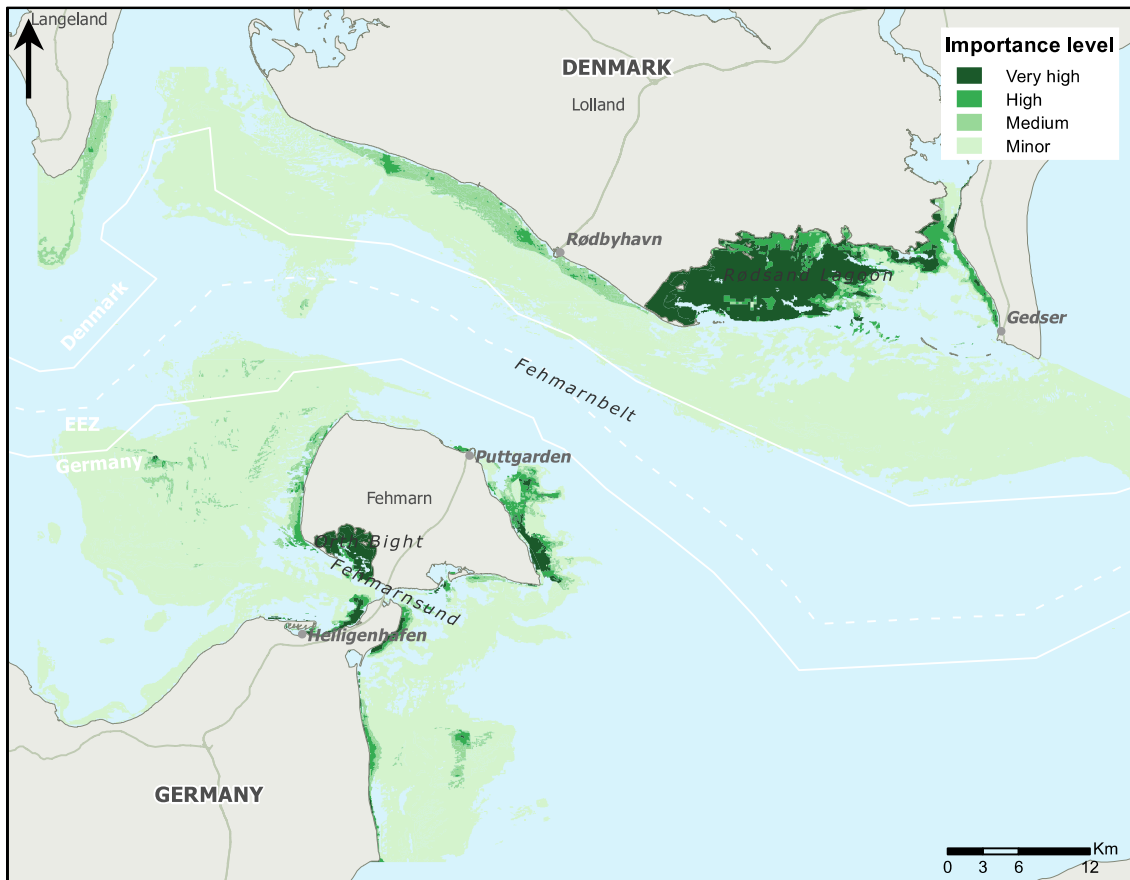 Langeland
DENMARK
Lolland
Importance level
Very high
High
Medium
Minor
Rødbyhavn
Rødsand Lagoon
Gedser
Denmark
Fehmarnbelt
EEZ
Germany
Puttgarden
Fehmarn
Orth Bight
Fehmarnsund
Heiligenhafen
GERMANY
Km
0 3 6 12